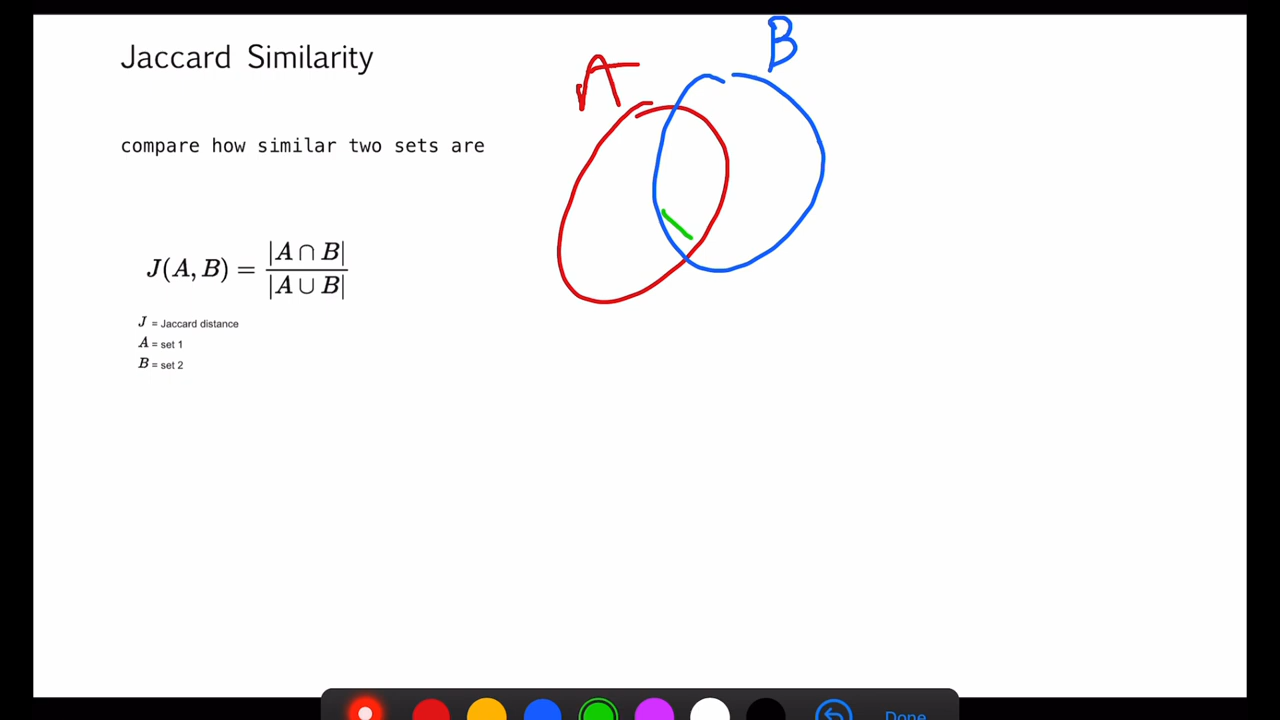 Jaccard Similarity
A
B
compare how similar two sets are
J(A, B) = |A ∩ B| / |A ∪ B|
J = Jaccard distance
A = set 1
B = set 2
Done